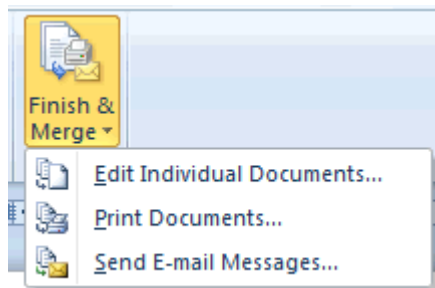 Finish &
Merge
Edit Individual Documents...
Print Documents...
Send E-mail Messages...